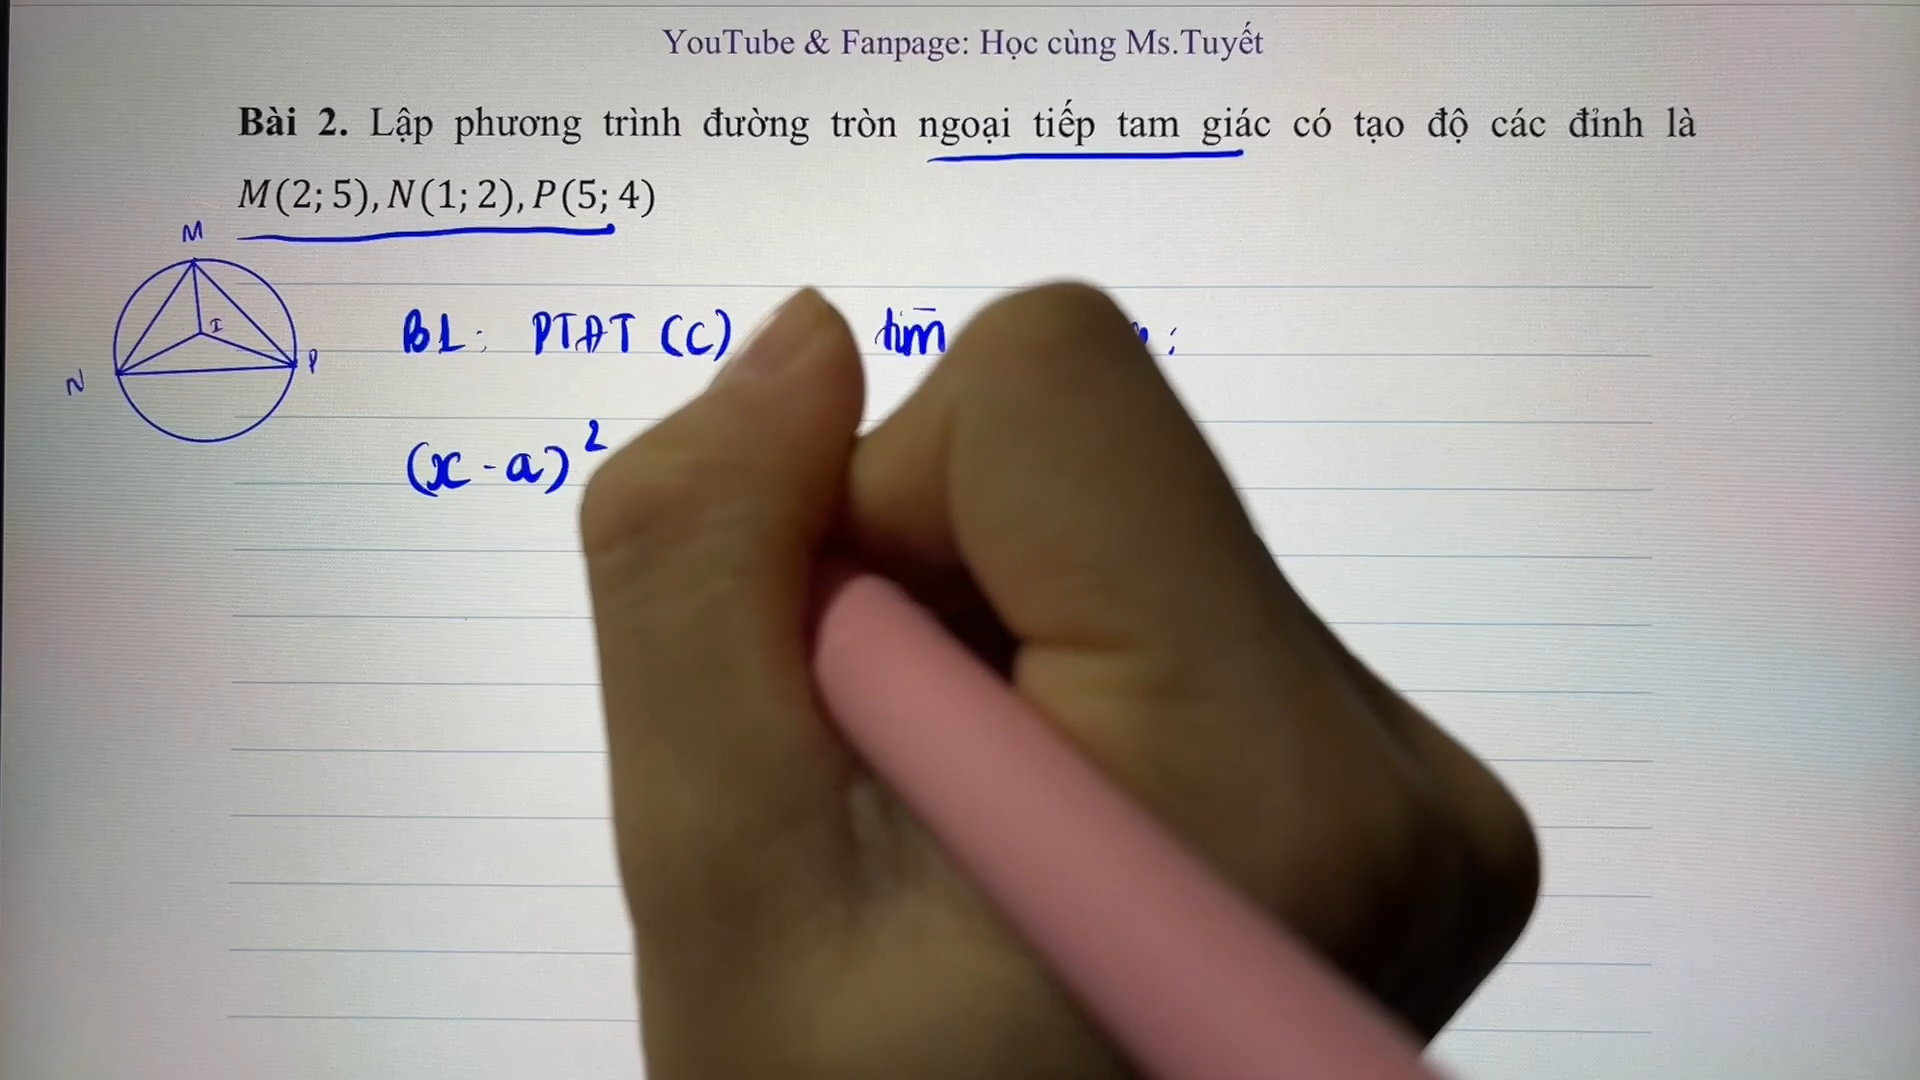 YouTube & Fanpage: Học cùng Ms.Tuyết
Bài 2. Lập phương trình đường tròn ngoại tiếp tam giác có tạo độ các đỉnh là
M(2; 5), N(1; 2), P(5; 4)
M
I
P
N
BL: PTĐT (C) tìm :
(x - a)²